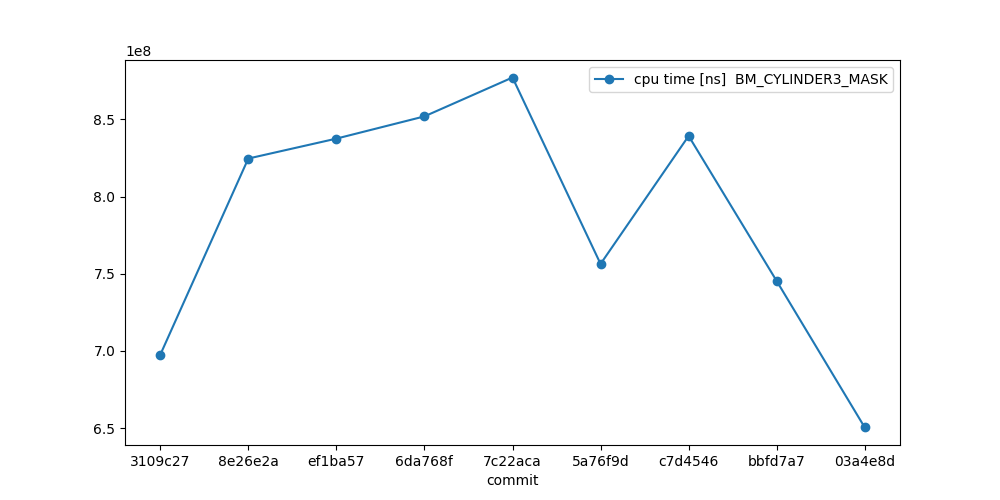 1e8
cpu time [ns]  BM_CYLINDER3_MASK
8.5
8.0
7.5
7.0
6.5
3109c27 8e26e2a ef1ba57 6da768f 7c22aca 5a76f9d c7d4546 bbfd7a7 03a4e8d
commit